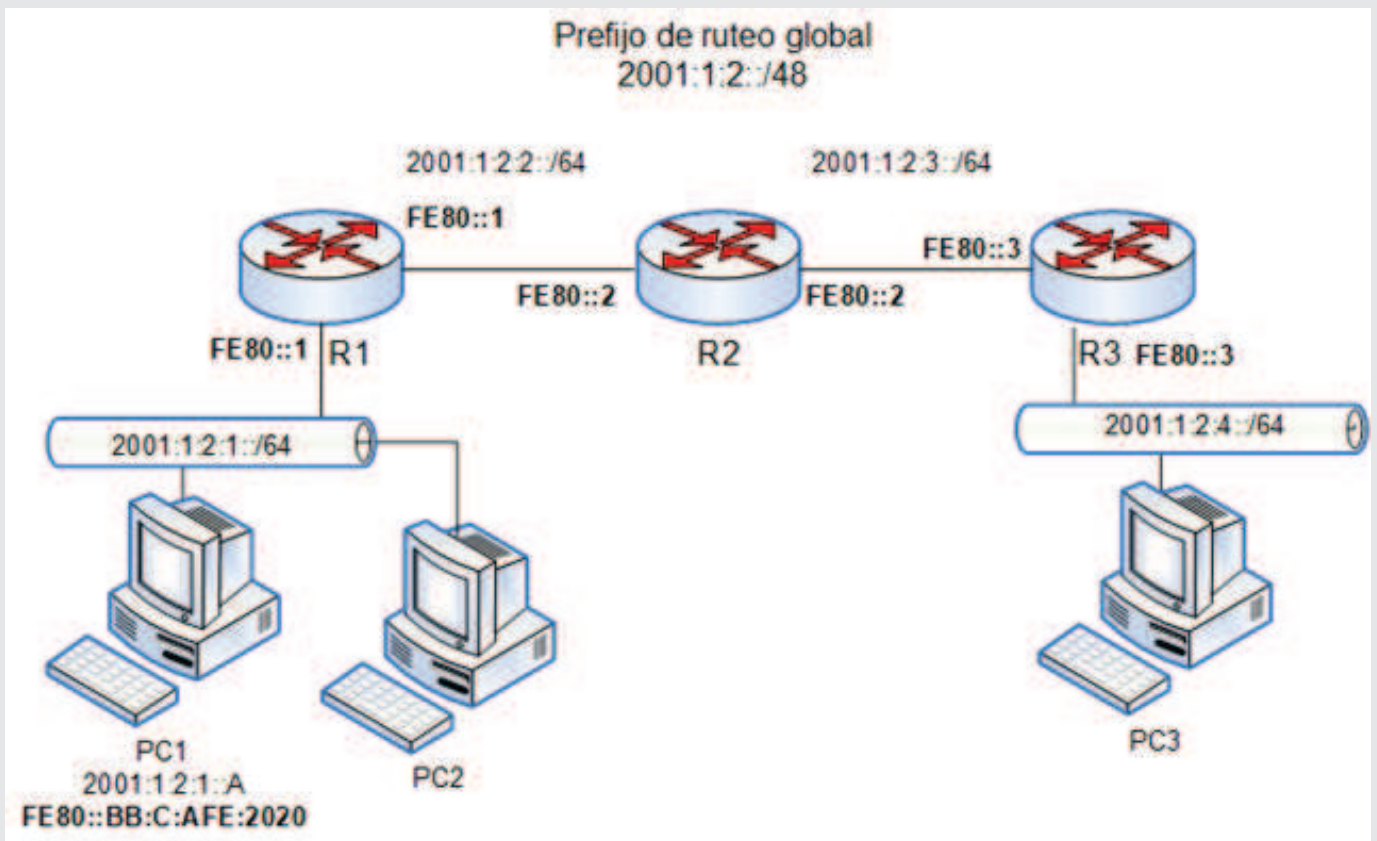 Prefijo de ruteo global
2001:1:2::/48
2001:1:2:2::/64
2001:1:2:3::/64
FE80::1
FE80::3
FE80::2
FE80::2
FE80::1
R1
R2
R3
FE80::3
2001:1:2:1::/64
2001:1:2:4::/64
PC1
2001:1:2:1::A
FE80::BB:C:AFE:2020
PC2
PC3